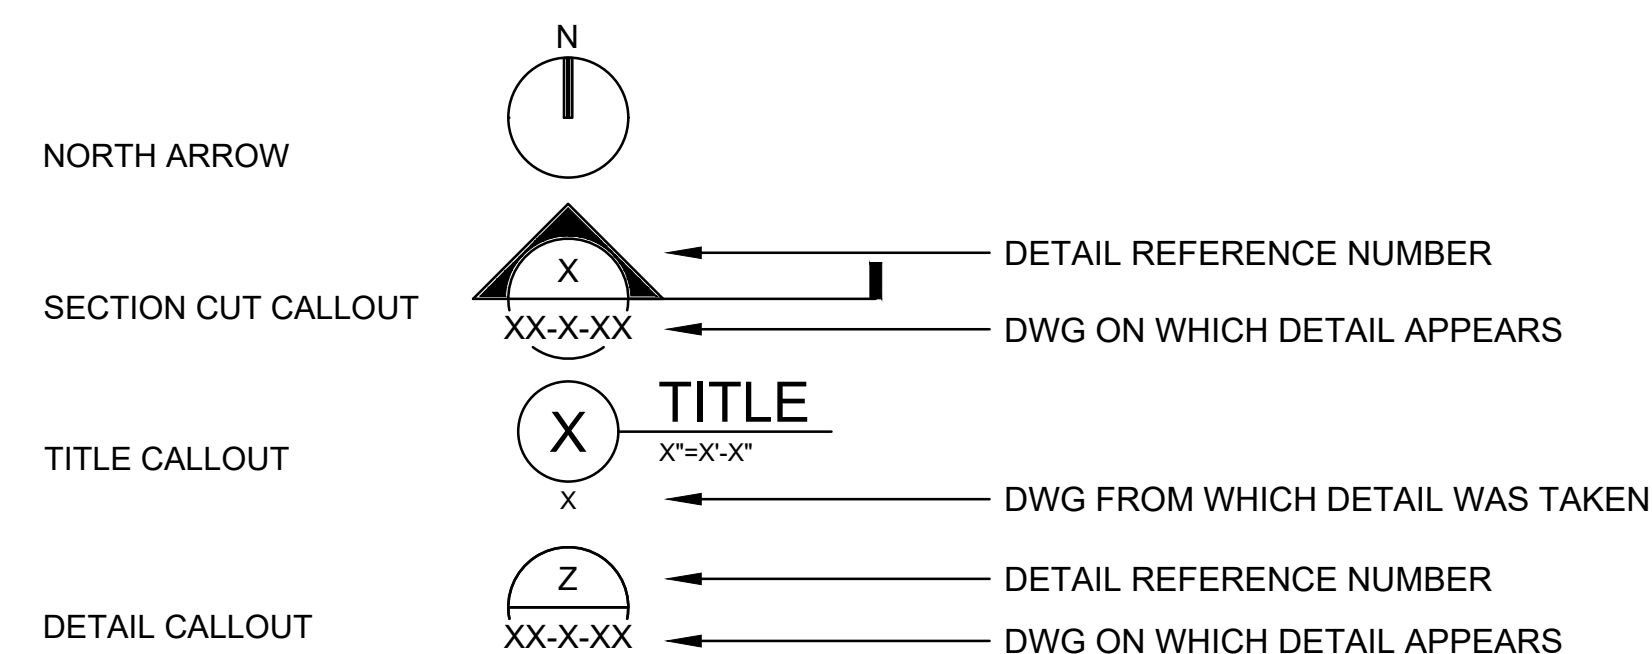 N
NORTH ARROW
X
DETAIL REFERENCE NUMBER
SECTION CUT CALLOUT
XX-X-XX
DWG ON WHICH DETAIL APPEARS
X
TITLE
X"=X'-X"
TITLE CALLOUT
X
DWG FROM WHICH DETAIL WAS TAKEN
Z
DETAIL REFERENCE NUMBER
DETAIL CALLOUT
XX-X-XX
DWG ON WHICH DETAIL APPEARS